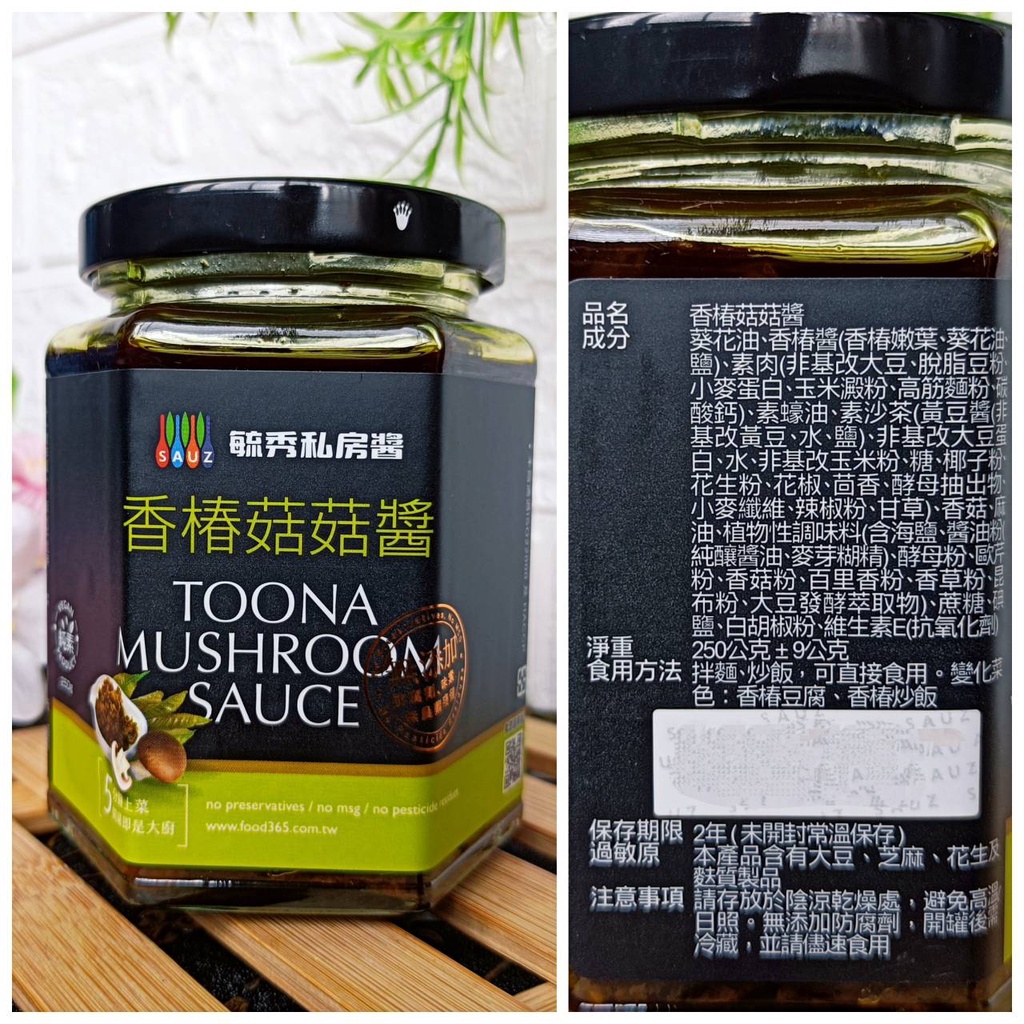 SAUZ 毓秀私房醬
香椿菇菇醬
TOONA
MUSHROOM
SAUCE
VEGAN
純素
上菜
即是大廚
no preservatives / no msg / no pesticide
www.food365.com.tw
品名 香椿菇菇醬
成分 葵花油、香椿醬(香椿嫩葉、葵花油、
鹽)、素肉(非基改大豆、脫脂豆粉、
小麥蛋白、玉米澱粉、高筋麵粉、碳
酸鈣)、素蠔油、素沙茶(黃豆醬(非
基改黃豆、水、鹽)、非基改大豆蛋
白、水、非基改玉米粉、糖、椰子粉、
花生粉、花椒、茴香、酵母抽出物、
小麥纖維、辣椒粉、甘草)、香菇、麻
油、植物性調味料(含海鹽、醬油粉(
純釀醬油、麥芽糊精)、酵母粉、歐芹
粉、香菇粉、百里香粉、香草粉、昆
布粉、大豆發酵萃取物)、蔗糖、
鹽、白胡椒粉、維生素E(抗氧化劑)
淨重 250公克±9公克
食用方法 拌麵、炒飯，可直接食用。變化菜
色：香椿豆腐、香椿炒飯
保存期限 2年(未開封常溫保存)
過敏原 本產品含有大豆、芝麻、花生及
麩質製品
注意事項 請存放於陰涼乾燥處，避免高溫
日照。無添加防腐劑，開罐後需
冷藏，並請儘速食用